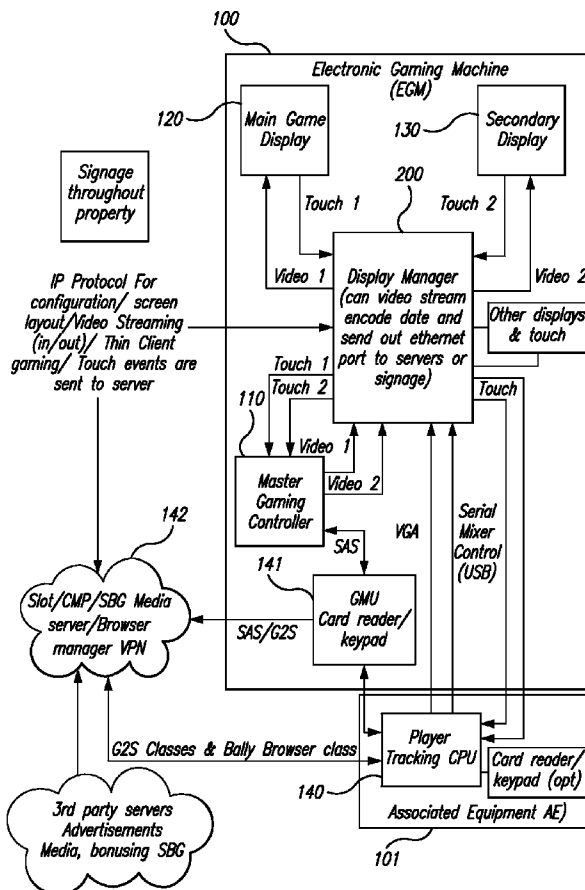 100
Electronic Gaming Machine
(EGM)
120
Main Game
Display
130
Secondary
Display
Signage
throughout
property
Touch 1
200
Touch 2
Video 1
Video 2
Display Manager
(can video stream
encode date and
send out ethernet
port to servers or
signage)
IP Protocol For
configuration/ screen
layout/Video Streaming
(in/out)/ Thin Client
gaming/ Touch events are
sent to server
Other displays
& touch
Touch 1
Touch 2
Touch
110
Video 1
Video 2
Master
Gaming
Controller
VGA
Serial
Mixer
Control
(USB)
SAS
142
141
Slot/CMP/SBG Media
server/Browser
manager VPN
SAS/G2S
GMU
Card reader/
keypad
G2S Classes & Bally Browser class
Player
Tracking CPU
140
Card reader/
keypad (opt)
3rd party servers
Advertisements
Media, bonusing SBG
Associated Equipment AE)
101